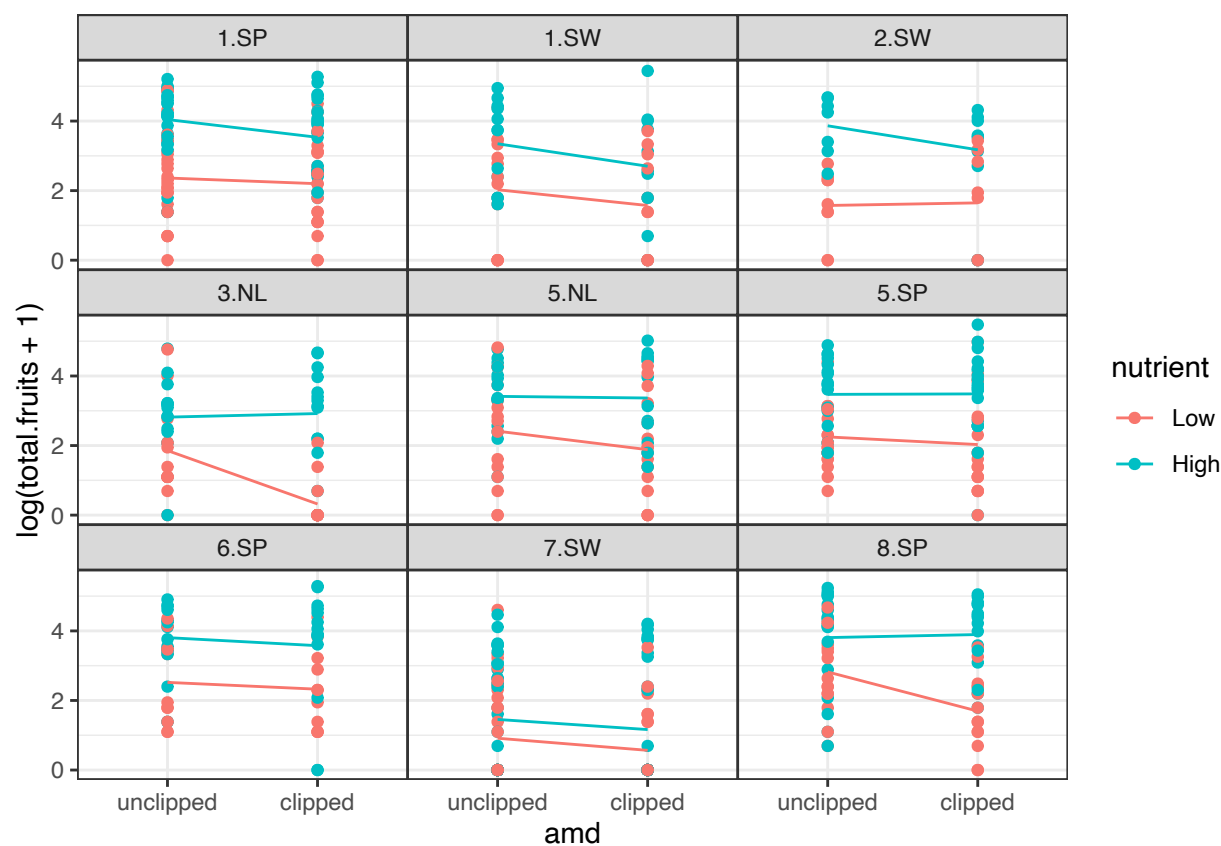 1.SP 1.SW 2.SW
4
2
0
3.NL 5.NL 5.SP
4
2
0
6.SP 7.SW 8.SP
4
2
0
unclipped clipped unclipped clipped unclipped clipped
amd
log(total.fruits + 1)
nutrient
Low
High